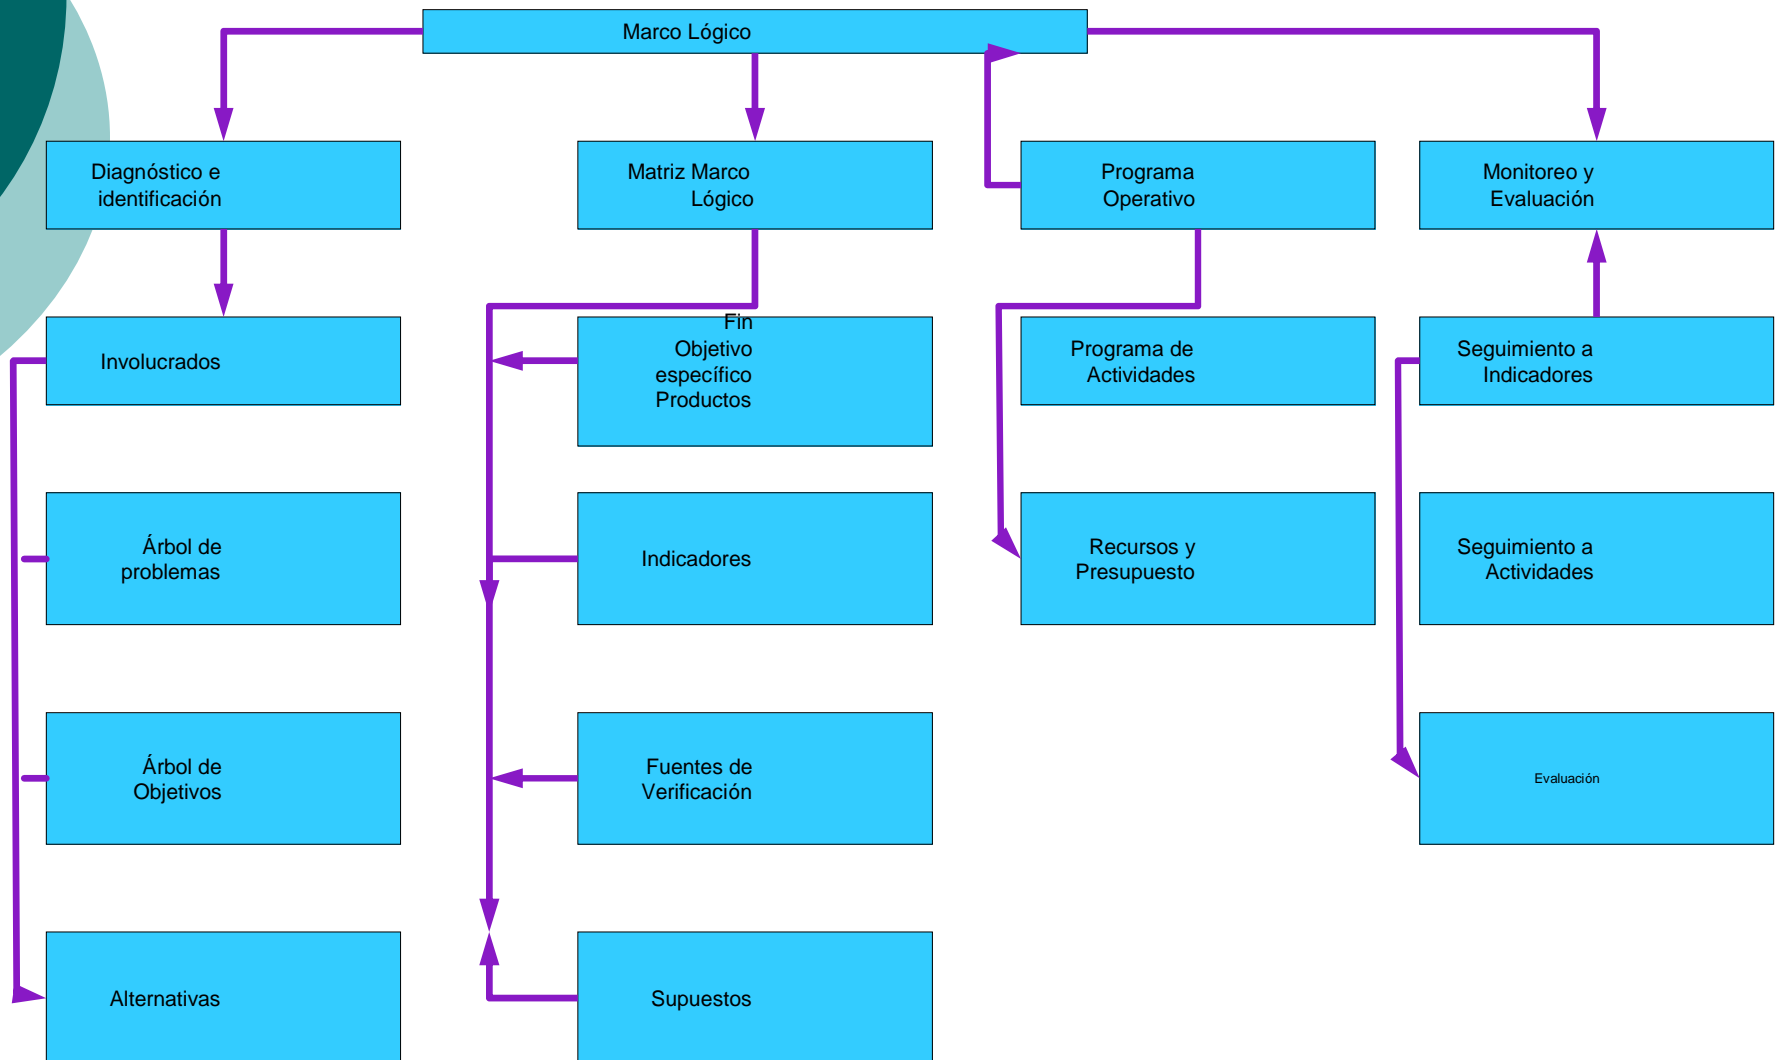 Marco Lógico
Diagnóstico e
identificación
Matriz Marco
Lógico
Programa
Operativo
Monitoreo y
Evaluación
Involucrados
Fin
Objetivo
específico
Productos
Programa de
Actividades
Seguimiento a
Indicadores
Árbol de
problemas
Indicadores
Recursos y
Presupuesto
Seguimiento a
Actividades
Árbol de
Objetivos
Fuentes de
Verificación
Evaluación
Alternativas
Supuestos